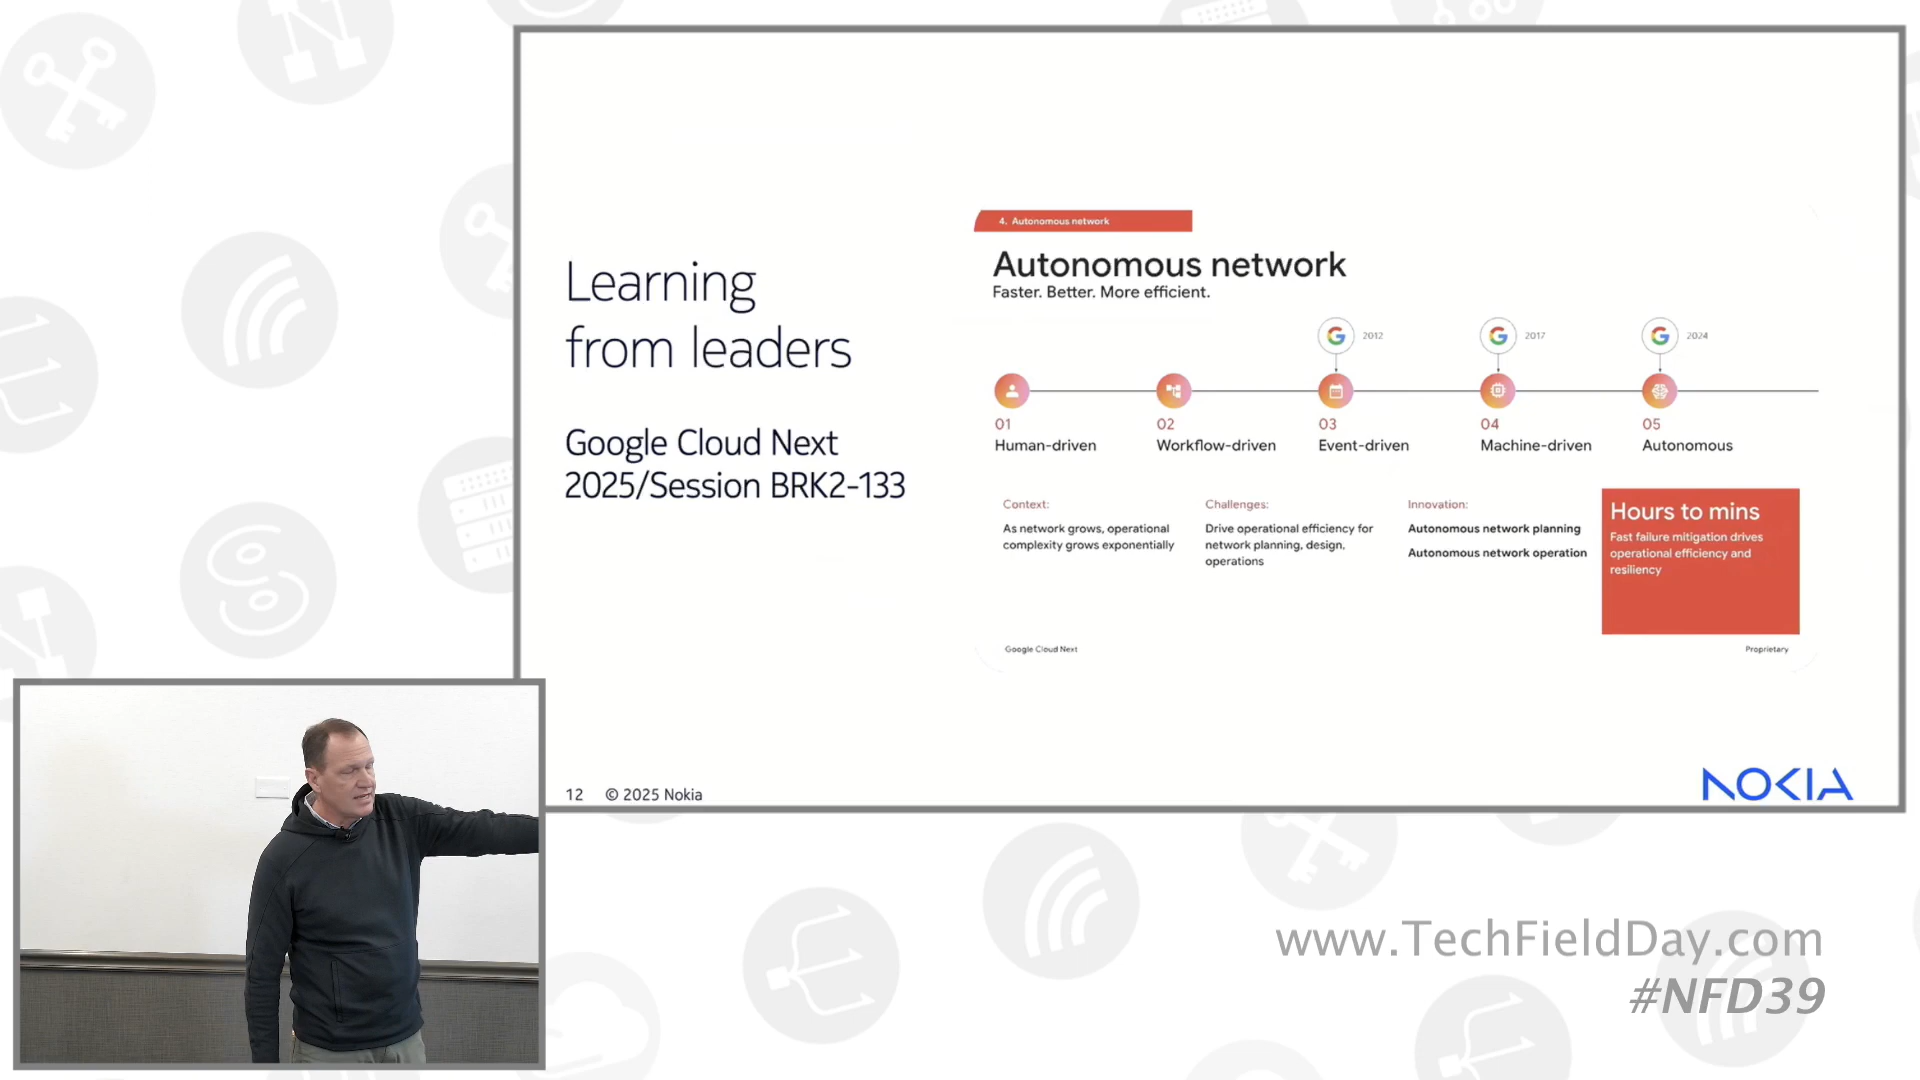 Learning
from leaders
Google Cloud Next
2025/Session BRK2-133
4. Autonomous network
Autonomous network
Faster. Better. More efficient.
2012
2017
2024
01
Human-driven
02
Workflow-driven
03
Event-driven
04
Machine-driven
05
Autonomous
Context:
As network grows, operational
complexity grows exponentially
Challenges:
Drive operational efficiency for
network planning, design,
operations
Innovation:
Autonomous network planning
Autonomous network operation
Hours to mins
Fast failure mitigation drives
operational efficiency and
resiliency
Google Cloud Next
Proprietary
12 © 2025 Nokia
NOKIA
www.TechFieldDay.com
#NFD39